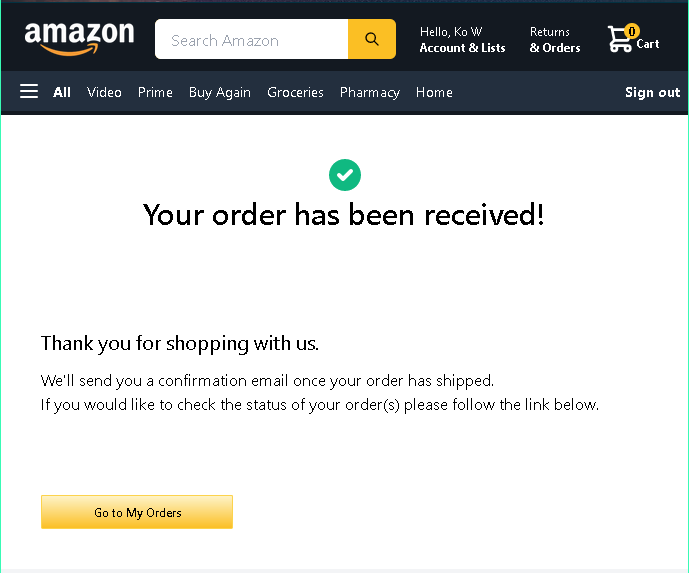 amazon
Search Amazon
Hello, Ko W
Account & Lists
Returns
& Orders
0
Cart
All Video Prime Buy Again Groceries Pharmacy Home Sign out
Your order has been received!
Thank you for shopping with us.
We'll send you a confirmation email once your order has shipped.
If you would like to check the status of your order(s) please follow the link below.
Go to My Orders